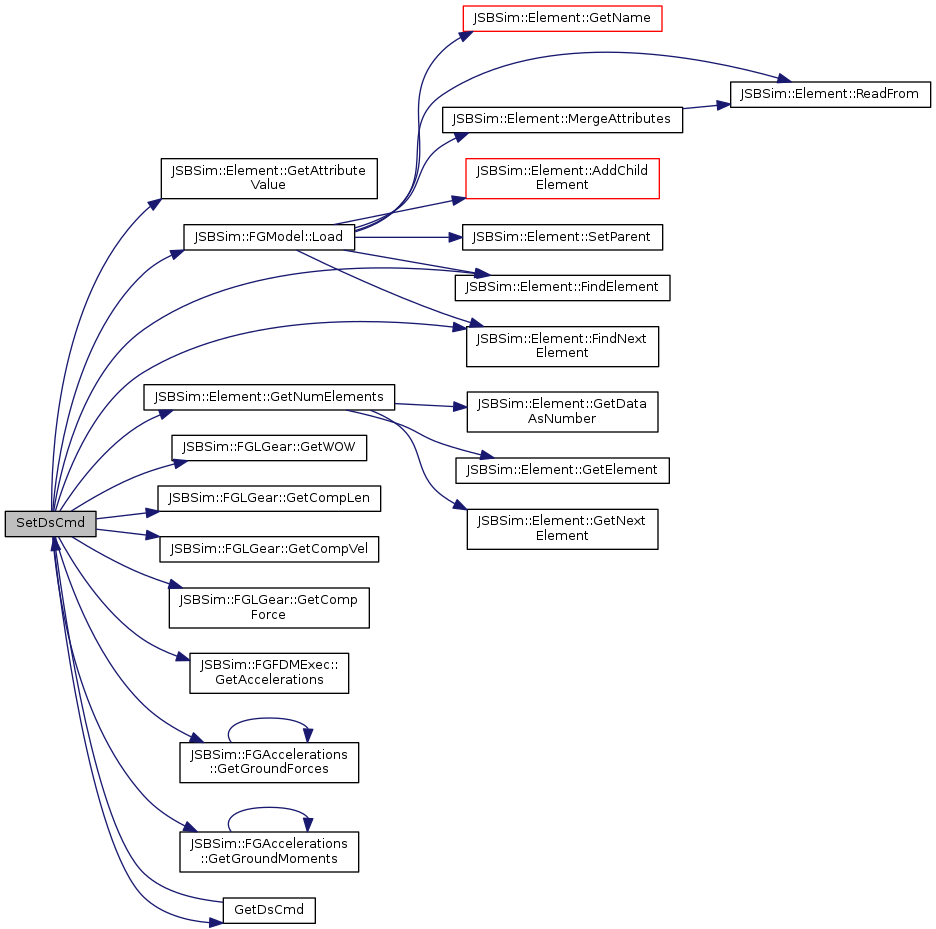 JSBSim::Element::GetName
JSBSim::Element::ReadFrom
JSBSim::Element::MergeAttributes
JSBSim::Element::GetAttribute
Value
JSBSim::Element::AddChild
Element
JSBSim::FGModel::Load
JSBSim::Element::SetParent
JSBSim::Element::FindElement
JSBSim::Element::FindNext
Element
JSBSim::Element::GetNumElements
JSBSim::Element::GetData
AsNumber
JSBSim::FGLGear::GetWOW
JSBSim::Element::GetElement
JSBSim::FGLGear::GetCompLen
SetDsCmd
JSBSim::Element::GetNext
Element
JSBSim::FGLGear::GetCompVel
JSBSim::FGLGear::GetComp
Force
JSBSim::FGFDMExec::
GetAccelerations
JSBSim::FGAccelerations
::GetGroundForces
JSBSim::FGAccelerations
::GetGroundMoments
GetDsCmd